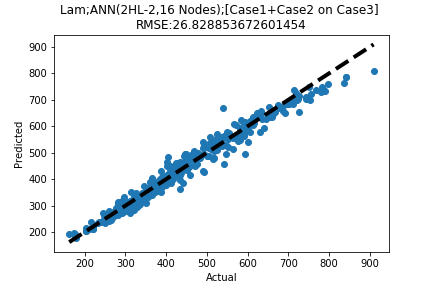 Lam;ANN(2HL-2,16 Nodes);[Case1+Case2 on Case3]
RMSE:26.828853672601454
900
800
700
600
500
400
300
200
Predicted
200 300 400 500 600 700 800 900
Actual